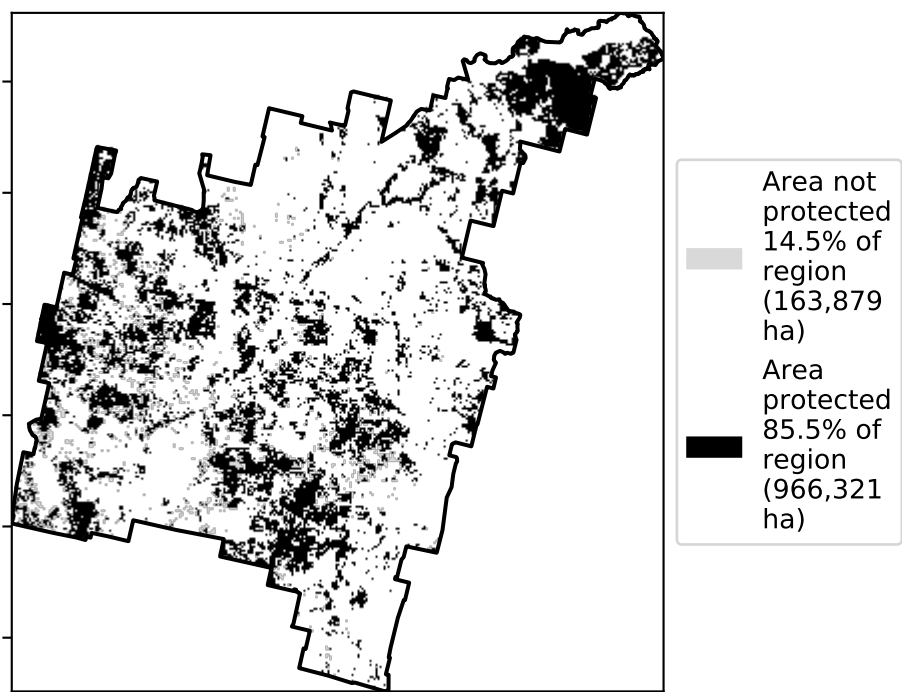 Area not
protected
14.5% of
region
(163,879
ha)
Area
protected
85.5% of
region
(966,321
ha)